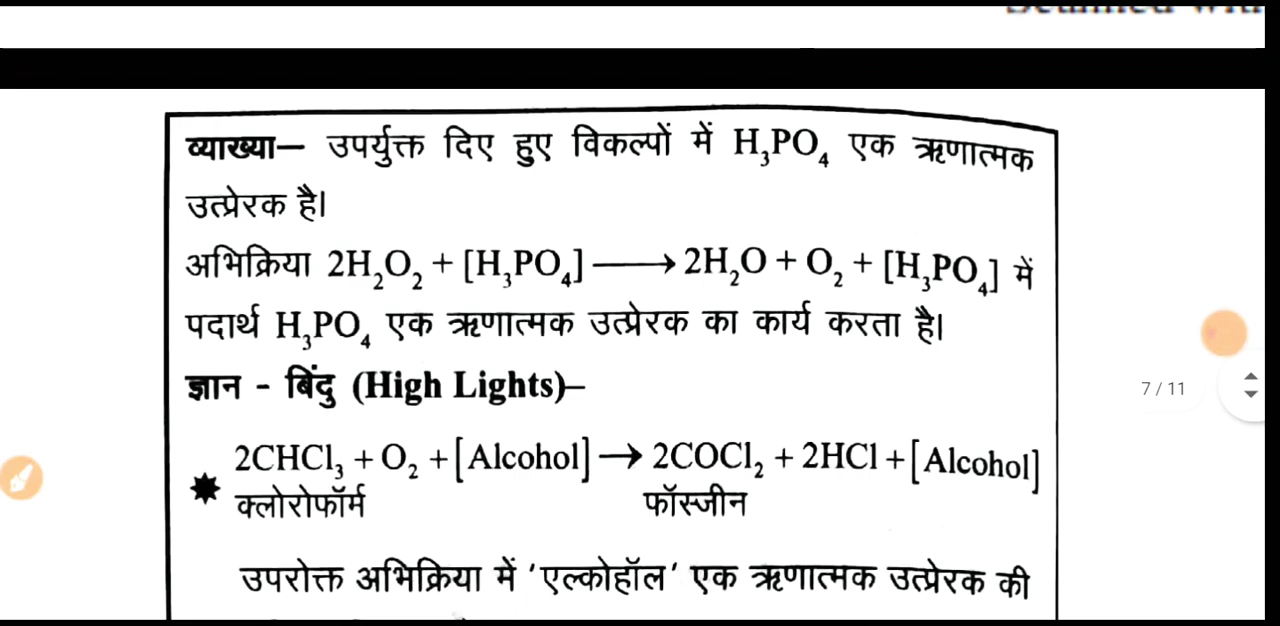 व्याख्या— उपर्युक्त दिए हुए विकल्पों में H₃PO₄ एक ऋणात्मक
उत्प्रेरक है।
अभिक्रिया 2H₂O₂ + [H₃PO₄] ⟶ 2H₂O + O₂ + [H₃PO₄] में
पदार्थ H₃PO₄ एक ऋणात्मक उत्प्रेरक का कार्य करता है।
ज्ञान - बिंदु (High Lights)–
7 / 11
✷ 2CHCl₃ + O₂ + [Alcohol] → 2COCl₂ + 2HCl + [Alcohol]
क्लोरोफॉर्म फॉस्जीन
उपरोक्त अभिक्रिया में ‘एल्कोहॉल’ एक ऋणात्मक उत्प्रेरक की